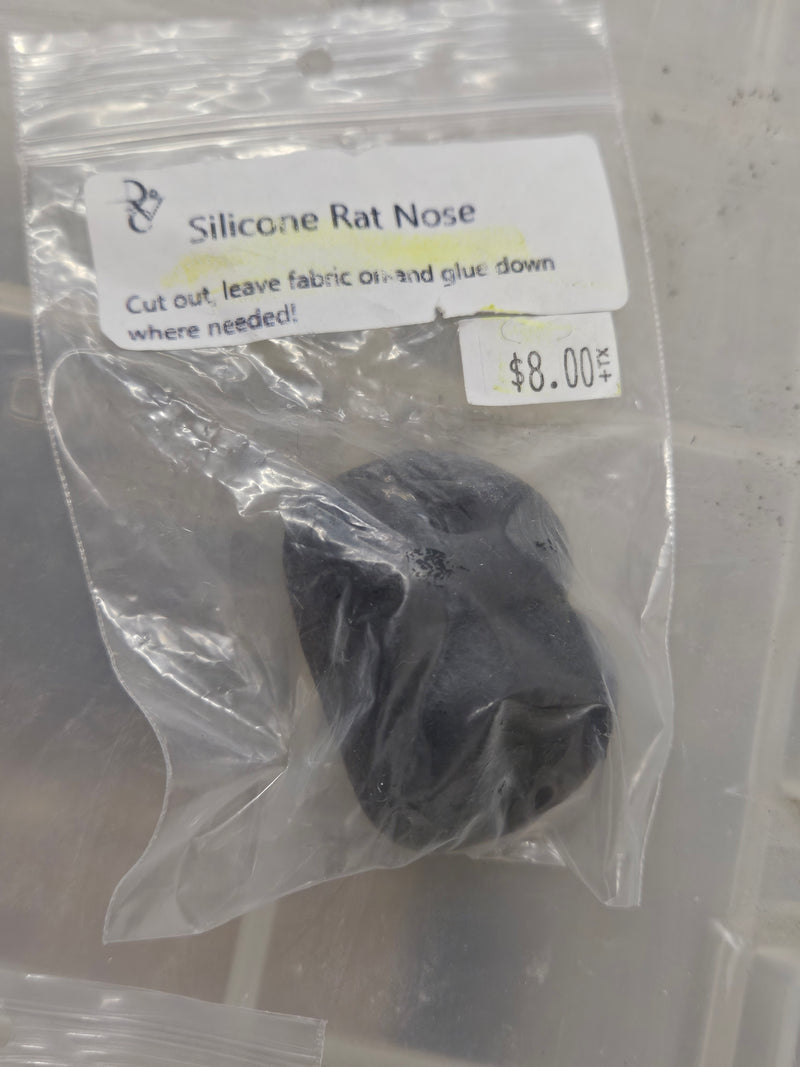 Silicone Rat Nose
Cut out, leave fabric on and glue down
where needed!
$8.00+TX